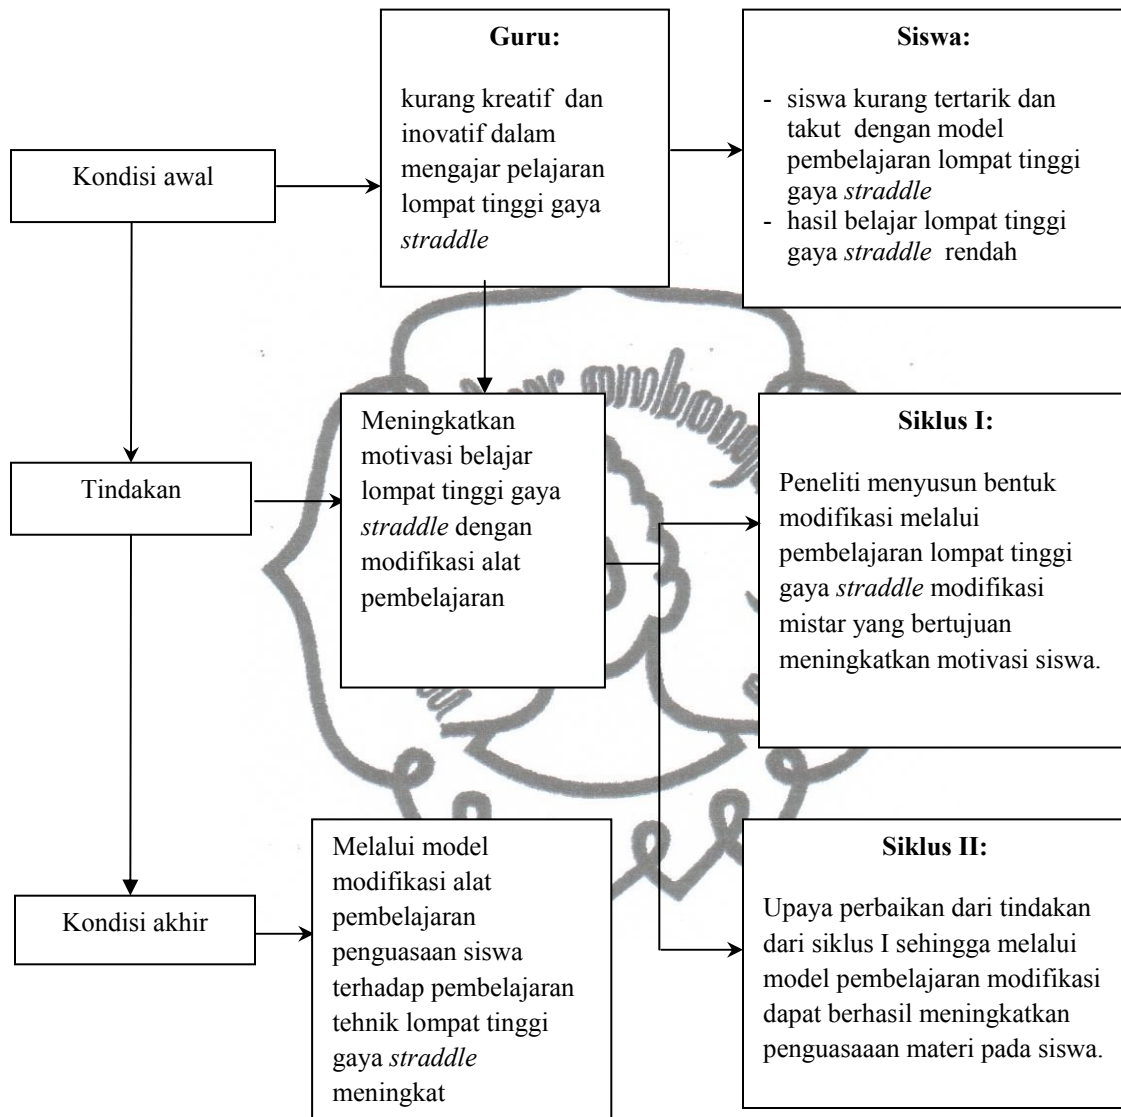 Guru:
kurang kreatif dan
inovatif dalam
mengajar pelajaran
lompat tinggi gaya
straddle
Siswa:
- siswa kurang tertarik dan
takut dengan model
pembelajaran lompat tinggi
gaya straddle
- hasil belajar lompat tinggi
gaya straddle rendah
Kondisi awal
Tindakan
Meningkatkan
motivasi belajar
lompat tinggi gaya
straddle dengan
modifikasi alat
pembelajaran
Siklus I:
Peneliti menyusun bentuk
modifikasi melalui
pembelajaran lompat tinggi
gaya straddle modifikasi
mistar yang bertujuan
meningkatkan motivasi siswa.
Kondisi akhir
Melalui model
modifikasi alat
pembelajaran
penguasaan siswa
terhadap pembelajaran
tehnik lompat tinggi
gaya straddle
meningkat
Siklus II:
Upaya perbaikan dari tindakan
dari siklus I sehingga melalui
model pembelajaran modifikasi
dapat berhasil meningkatkan
penguasaaan materi pada siswa.